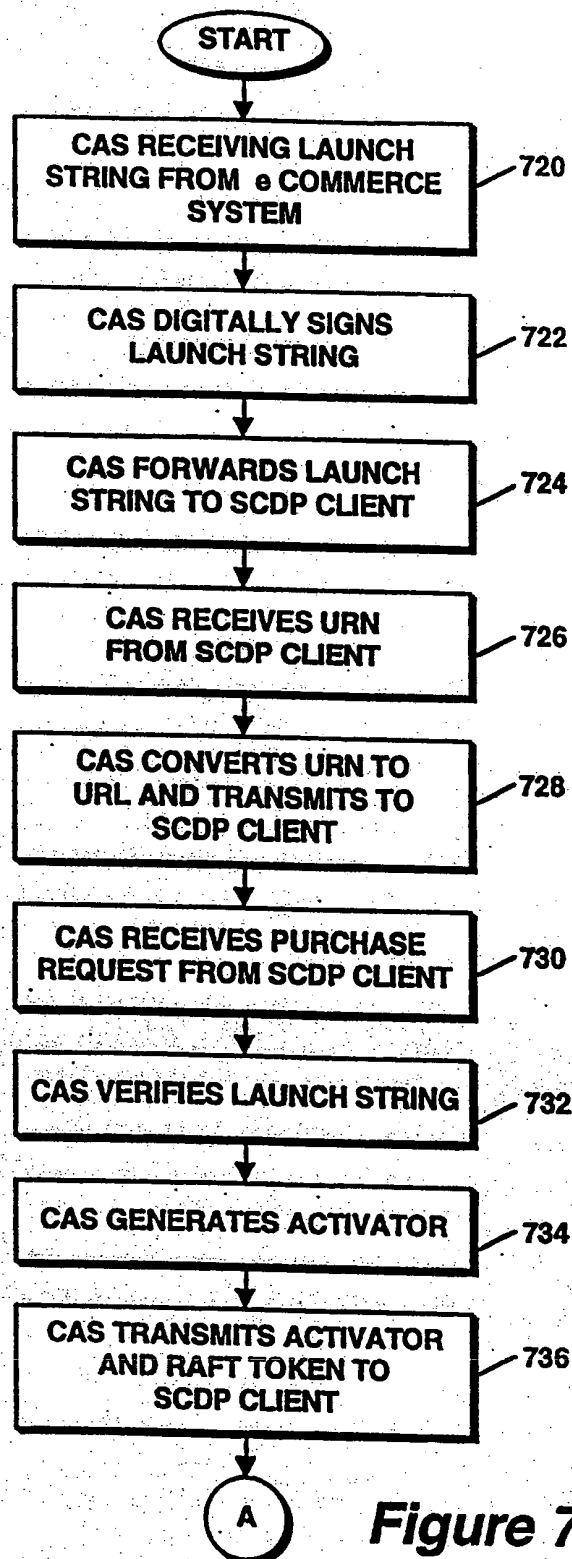 START
CAS RECEIVING LAUNCH
STRING FROM e COMMERCE
SYSTEM
720
CAS DIGITALLY SIGNS
LAUNCH STRING
722
CAS FORWARDS LAUNCH
STRING TO SCDP CLIENT
724
CAS RECEIVES URN
FROM SCDP CLIENT
726
CAS CONVERTS URN TO
URL AND TRANSMITS TO
SCDP CLIENT
728
CAS RECEIVES PURCHASE
REQUEST FROM SCDP CLIENT
730
CAS VERIFIES LAUNCH STRING
732
CAS GENERATES ACTIVATOR
734
CAS TRANSMITS ACTIVATOR
AND RAFT TOKEN TO
SCDP CLIENT
736
A
Figure 7